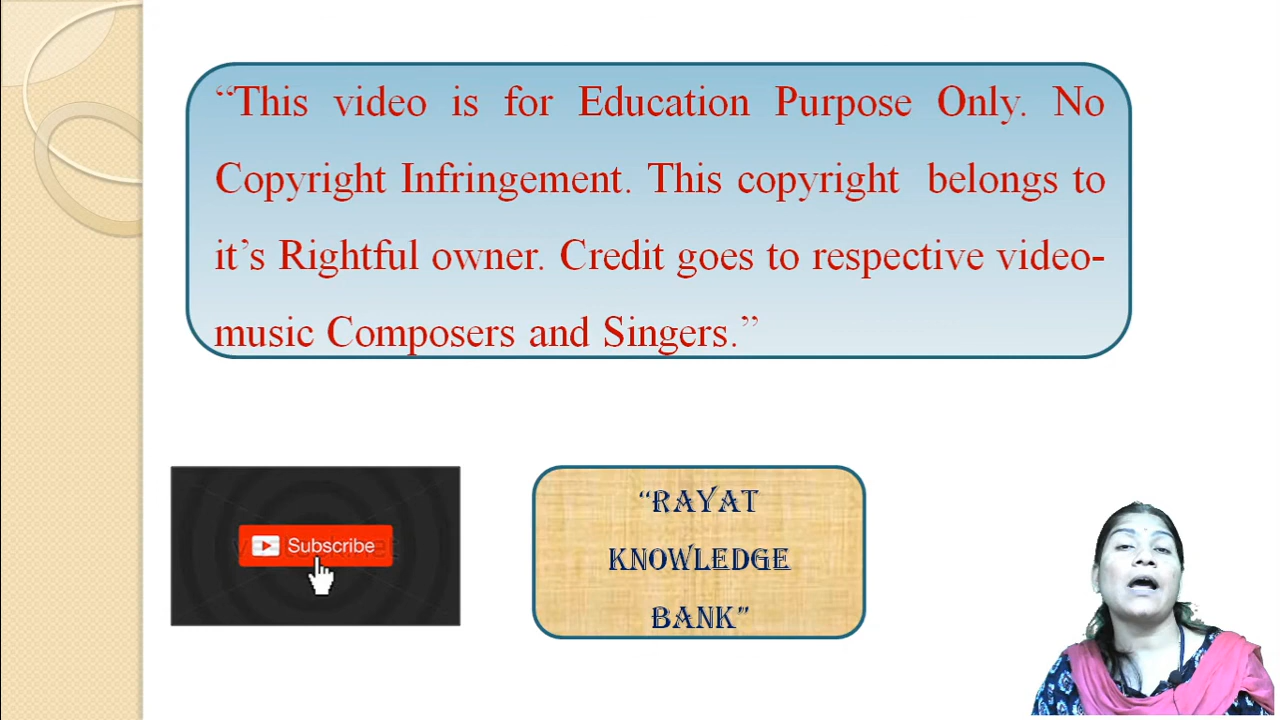 “This video is for Education Purpose Only. No
Copyright Infringement. This copyright belongs to
it’s Rightful owner. Credit goes to respective video-
music Composers and Singers.”
Subscribe
“RAYAT
KNOWLEDGE
BANK”